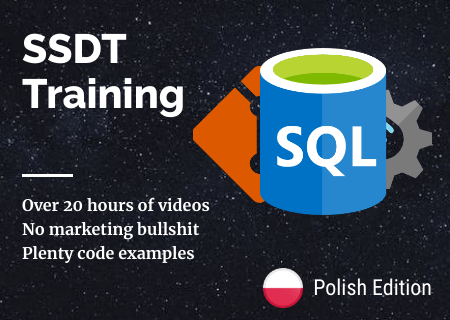 SSDT
Training
SQL
Over 20 hours of videos
No marketing bullshit
Plenty code examples
Polish Edition